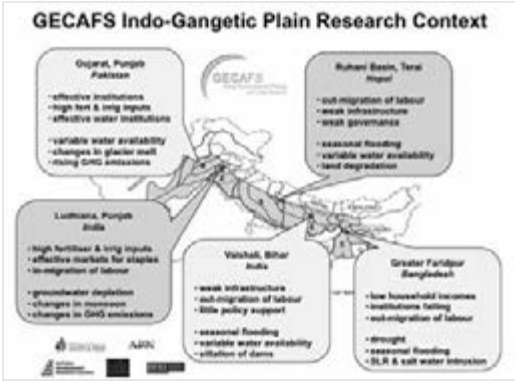 GECAFS Indo-Gangetic Plain Research Context
Gujarat, Punjab
Pakistan
• effective institutions
• high fert & irrig inputs
• effective water institutions
• variable water availability
• changes in glacier melt
• rising GHG emissions
GECAFS
Ruhani Basin, Terai
Nepal
• out-migration of labour
• weak infrastructure
• weak governance
• seasonal flooding
• variable water availability
• land degradation
Ludhiana, Punjab
India
• high fertiliser & irrig inputs
• effective markets for staples
• in-migration of labour
• groundwater depletion
• changes in monsoon
• changes in GHG emissions
Vaishali, Bihar
India
• weak infrastructure
• out-migration of labour
• little policy support
• seasonal flooding
• variable water availability
• siltation of dams
Greater Faridpur
Bangladesh
• low household incomes
• institutions failing
• out-migration of labour
• drought
• seasonal flooding
• SLR & salt water intrusion
APN